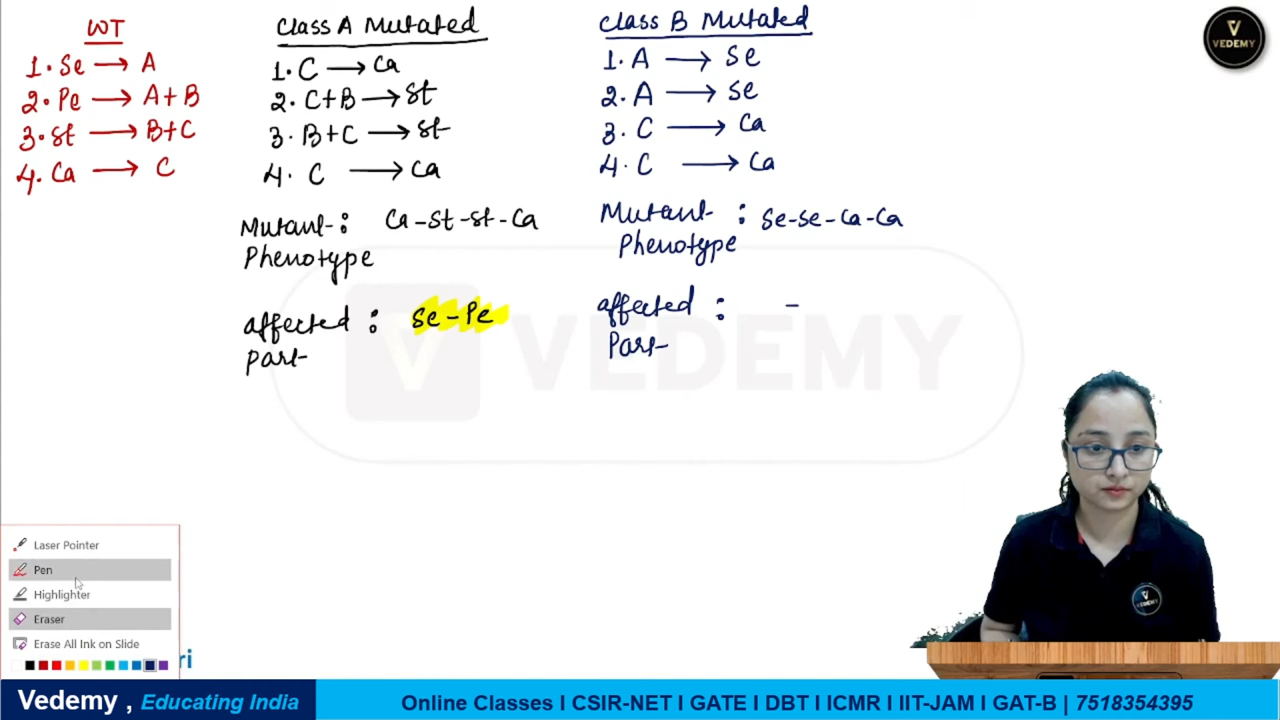 WT
1. Se → A
2. Pe → A+B
3. St → B+C
4. Ca → C
Class A Mutated
1. C → Ca
2. C+B → St
3. B+C → St
4. C → Ca
Mutant : Ca-St-St-Ca
Phenotype
affected : Se-Pe
Part
Class B Mutated
1. A → Se
2. A → Se
3. C → Ca
4. C → Ca
Mutant : Se-Se-Ca-Ca
Phenotype
affected : -
Part
V
VEDEMY
VEDEMY
Laser Pointer
Pen
Highlighter
Eraser
Erase All Ink on Slide
ri
V
VEDEMY
Vedemy , Educating India
Online Classes I CSIR-NET I GATE I DBT I ICMR I IIT-JAM I GAT-B | 7518354395